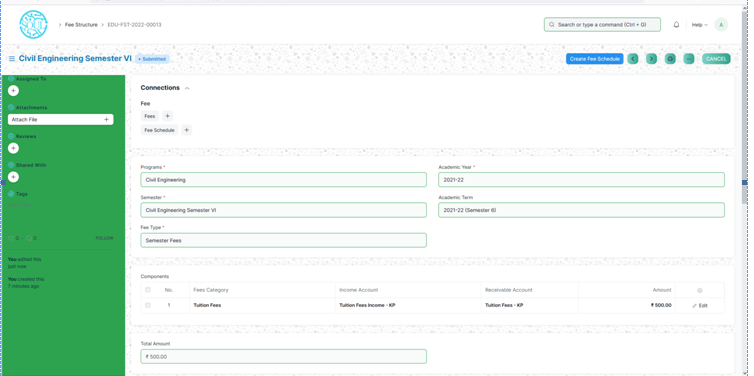 > Fee Structure > EDU-FST-2022-00013
Search or type a command (Ctrl + G)
Help
A
Civil Engineering Semester VI
• Submitted
Create Fee Schedule
CANCEL
Assigned To
Attachments
Attach File +
Reviews
Shared With
Tags
0 · 0
FOLLOW
You edited this
just now
You created this
7 minutes ago
Connections
Fee
Fees +
Fee Schedule +
Programs *
Civil Engineering
Academic Year *
2021-22
Semester *
Civil Engineering Semester VI
Academic Term
2021-22 (Semester 6)
Fee Type *
Semester Fees
Components
No. Fees Category Income Account Receivable Account Amount
1 Tuition Fees Tuition Fees Income - KP Tuition Fees - KP ₹ 500.00 Edit
Total Amount
₹ 500.00